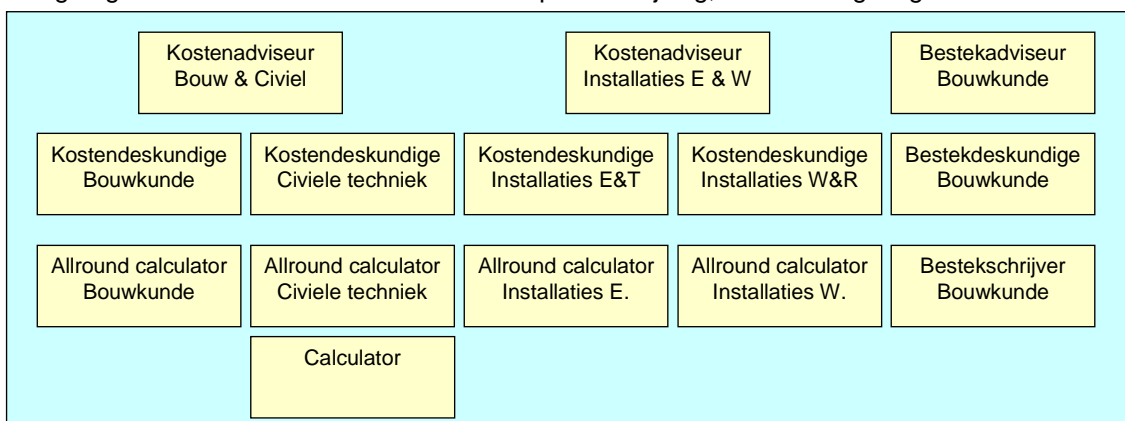 Kostenadviseur
Bouw & Civiel
Kostenadviseur
Installaties E & W
Bestekadviseur
Bouwkunde
Kostendeskundige
Bouwkunde
Kostendeskundige
Civiele techniek
Kostendeskundige
Installaties E&T
Kostendeskundige
Installaties W&R
Bestekdeskundige
Bouwkunde
Allround calculator
Bouwkunde
Allround calculator
Civiele techniek
Allround calculator
Installaties E.
Allround calculator
Installaties W.
Bestekschrijver
Bouwkunde
Calculator